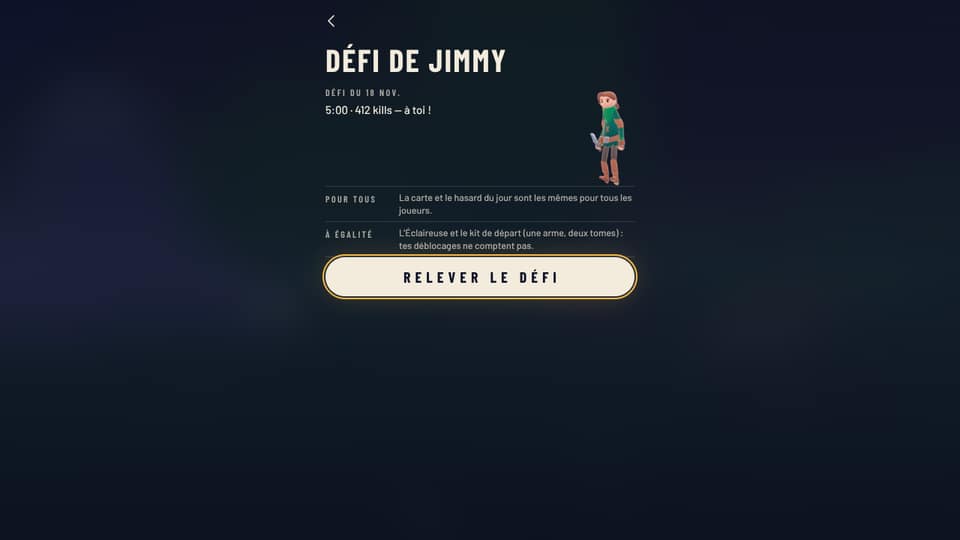 DÉFI DE JIMMY
DÉFI DU 18 NOV.
5:00 · 412 kills — à toi !
POUR TOUS
La carte et le hasard du jour sont les mêmes pour tous les
joueurs.
À ÉGALITÉ
L'Éclaireuse et le kit de départ (une arme, deux tomes) :
tes déblocages ne comptent pas.
RELEVER LE DÉFI